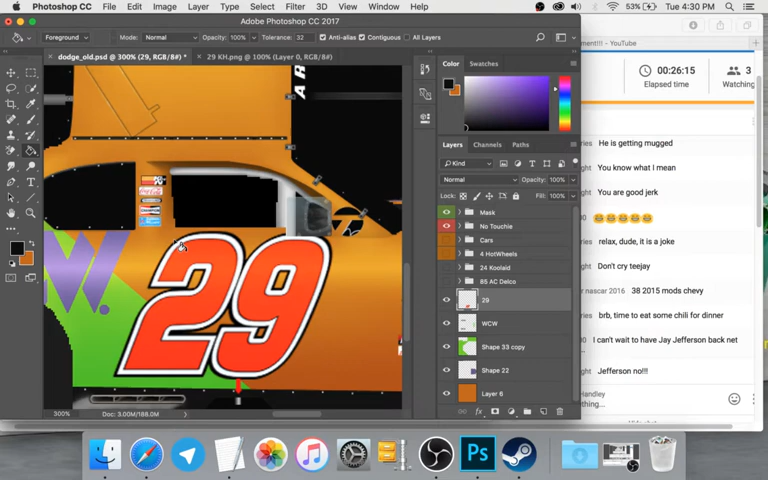 Photoshop CC File Edit Image Layer Type Select Filter 3D View Window Help
53% Tue 4:30 PM
Adobe Photoshop CC 2017
Foreground Mode: Normal Opacity: 100% Tolerance: 32 Anti-alias Contiguous All Layers
dodge_old.psd @ 300% (29, RGB/8#) *
29 KH.png @ 100% (Layer 0, RGB/8#)
YouTube
00:26:15
3
Elapsed time
Watching
Color Swatches
Layers Channels Paths
Kind
Normal Opacity: 100%
Lock: Fill: 100%
Mask
No Touchie
Cars
4 HotWheels
24 Koolaid
85 AC Delco
29
WCW
Shape 33 copy
Shape 22
Layer 6
AR
W
29
300% Doc: 3.00M/188.0M
He is getting mugged
You know what I mean
You are good jerk
relax, dude, it is a joke
Don't cry teejay
nascar 2016 38 2015 mods chevy
brb, time to eat some chili for dinner
I can't wait to have Jay Jefferson back net
Jefferson no!!!
Handley
Ps